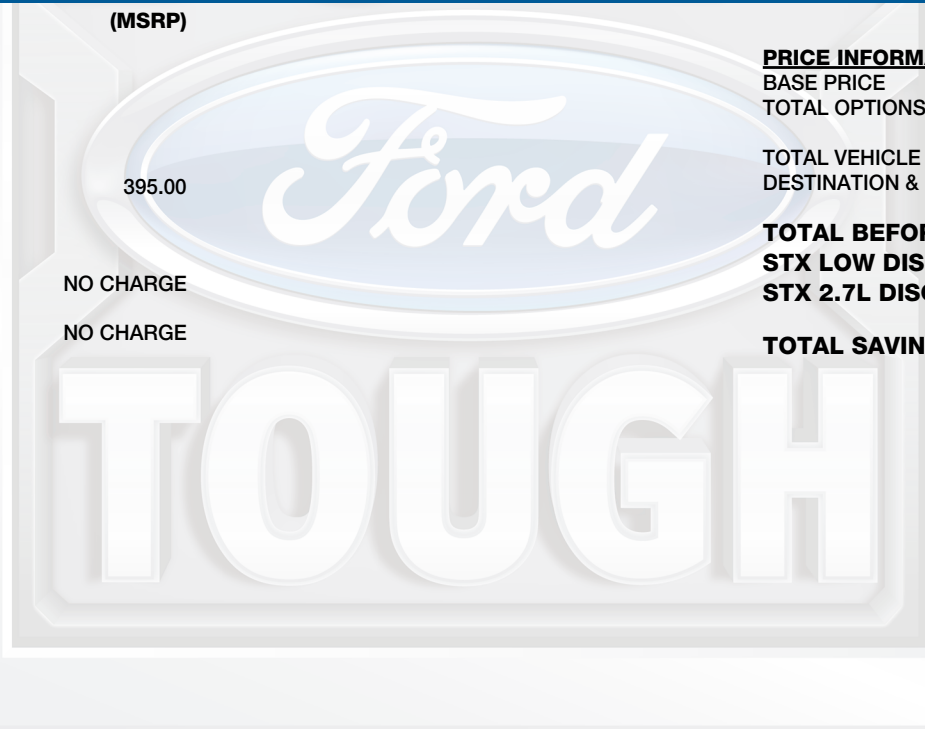 (MSRP)
PRICE INFORM
BASE PRICE
TOTAL OPTIONS
TOTAL VEHICLE
DESTINATION &
395.00
TOTAL BEFO
STX LOW DIS
STX 2.7L DIS
NO CHARGE
NO CHARGE
TOTAL SAVIN
Ford
TOUGH